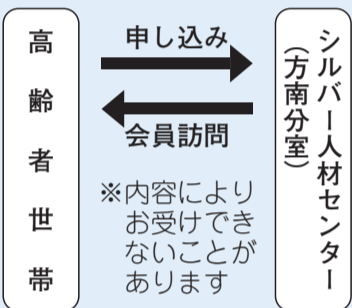 高齢者世帯
申し込み
会員訪問
※内容により
お受けでき
ないことが
あります
シルバー人材センター
(方南分室)